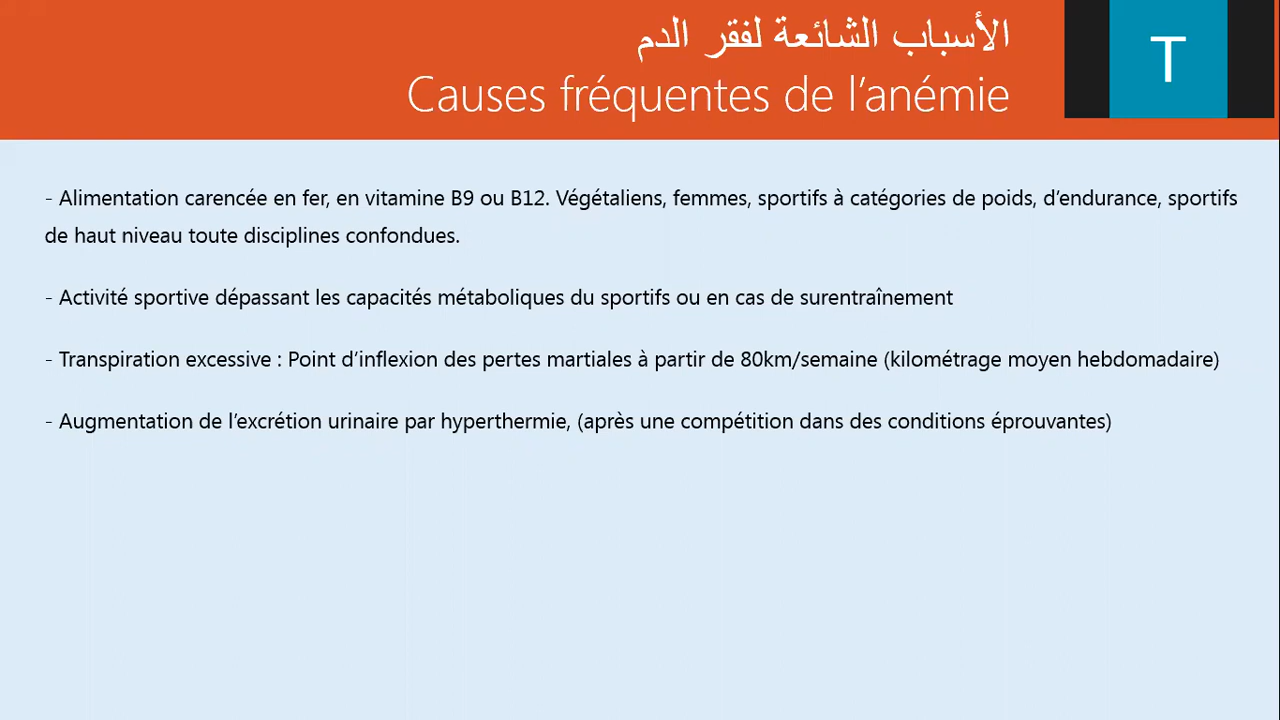 الأسباب الشائعة لفقر الدم
T
Causes fréquentes de l’anémie
- Alimentation carencée en fer, en vitamine B9 ou B12. Végétaliens, femmes, sportifs à catégories de poids, d’endurance, sportifs
de haut niveau toute disciplines confondues.
- Activité sportive dépassant les capacités métaboliques du sportifs ou en cas de surentraînement
- Transpiration excessive : Point d’inflexion des pertes martiales à partir de 80km/semaine (kilométrage moyen hebdomadaire)
- Augmentation de l’excrétion urinaire par hyperthermie, (après une compétition dans des conditions éprouvantes)